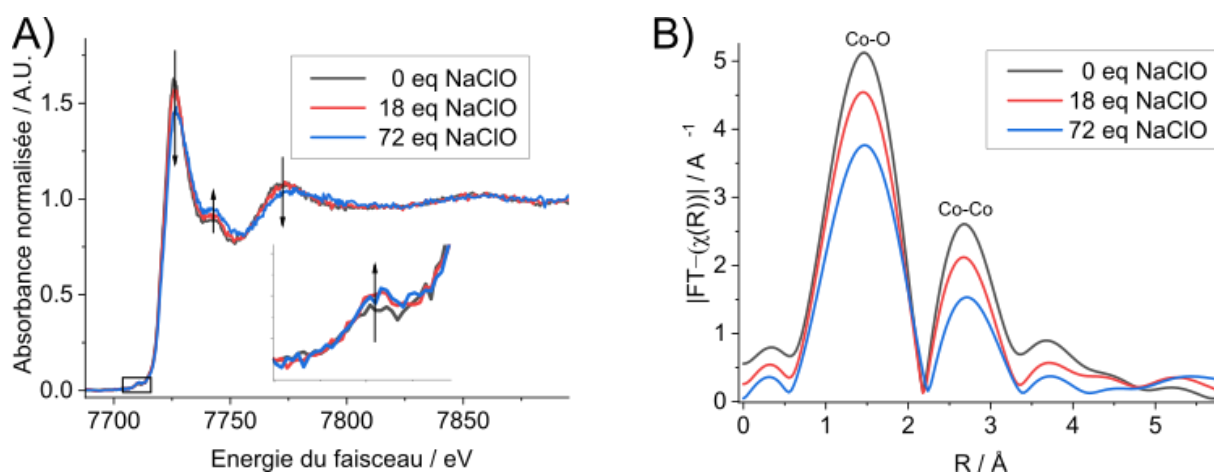 A)
Absorbance normalisée / A.U.
1.5
1.0
0.5
0.0
0 eq NaClO
18 eq NaClO
72 eq NaClO
7700
7750
7800
7850
Energie du faisceau / eV
B)
|FT−(χ(R))| / A⁻¹
5
4
3
2
1
0
Co-O
Co-Co
0 eq NaClO
18 eq NaClO
72 eq NaClO
0
1
2
3
4
5
R / Å